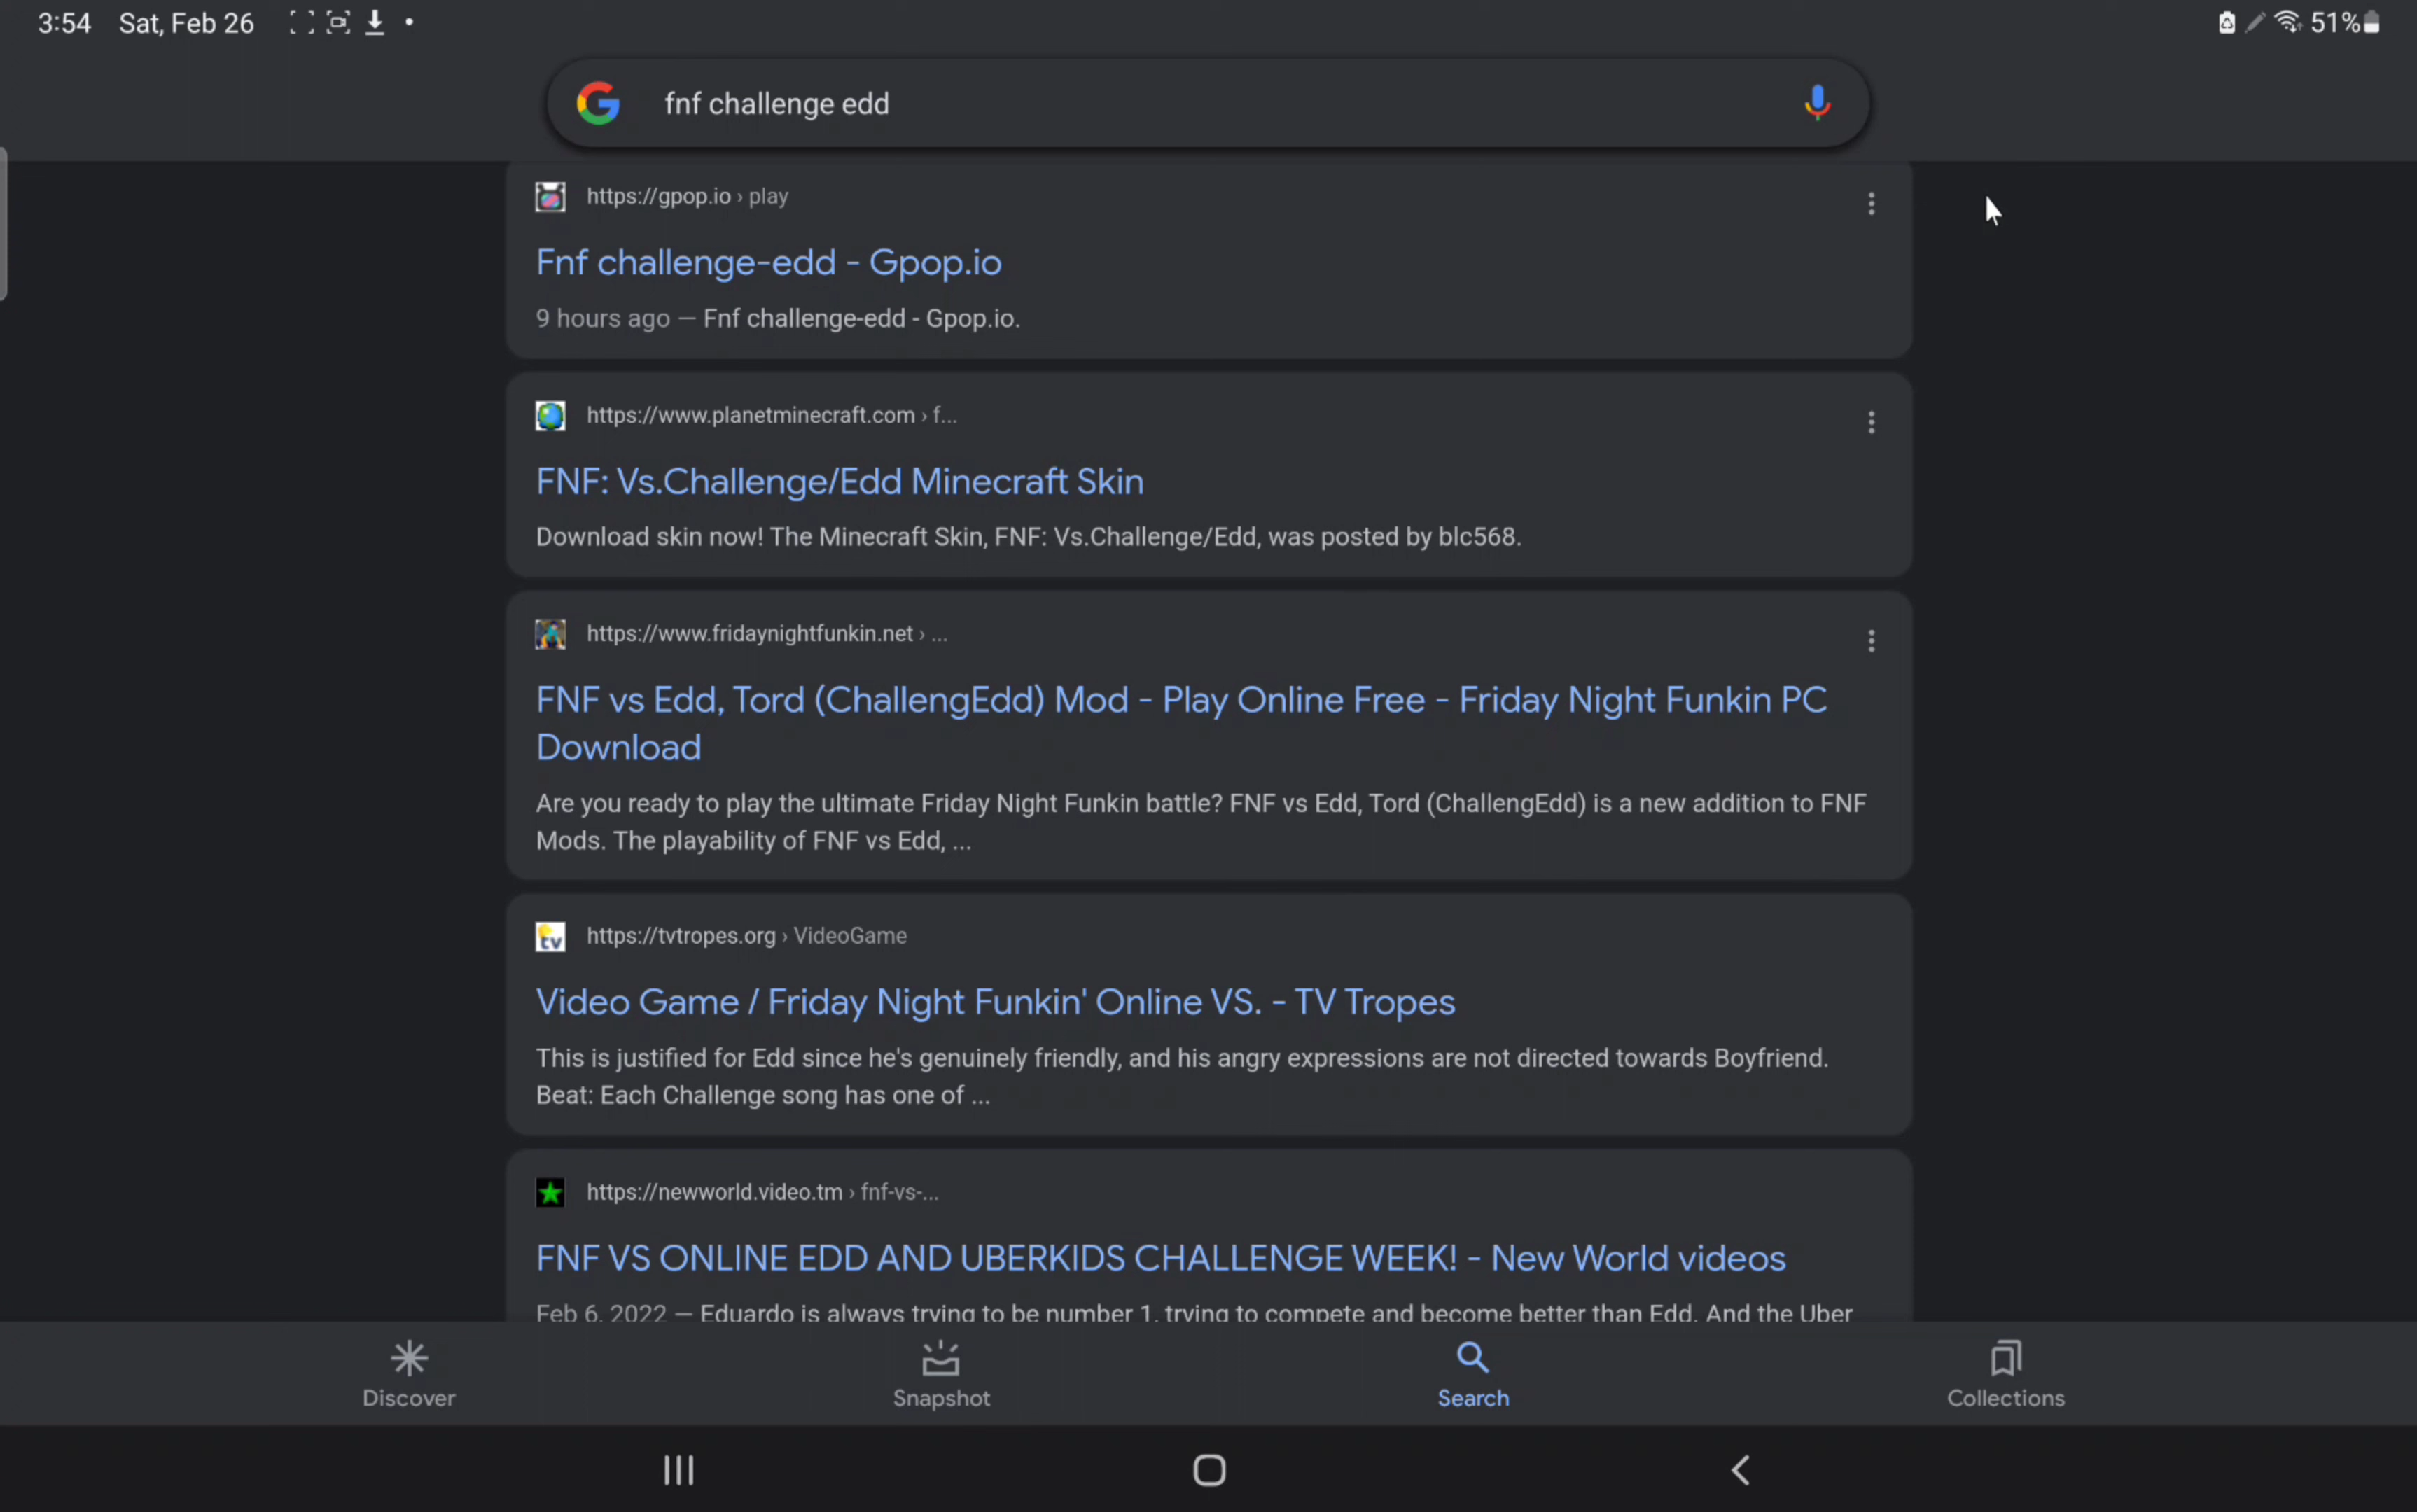 3:54 Sat, Feb 26
51%
fnf challenge edd
https://gpop.io › play
Fnf challenge-edd - Gpop.io
9 hours ago — Fnf challenge-edd - Gpop.io.
https://www.planetminecraft.com › f...
FNF: Vs.Challenge/Edd Minecraft Skin
Download skin now! The Minecraft Skin, FNF: Vs.Challenge/Edd, was posted by blc568.
https://www.fridaynightfunkin.net › ...
FNF vs Edd, Tord (ChallengEdd) Mod - Play Online Free - Friday Night Funkin PC
Download
Are you ready to play the ultimate Friday Night Funkin battle? FNF vs Edd, Tord (ChallengEdd) is a new addition to FNF
Mods. The playability of FNF vs Edd, ...
tv
https://tvtropes.org › VideoGame
Video Game / Friday Night Funkin' Online VS. - TV Tropes
This is justified for Edd since he's genuinely friendly, and his angry expressions are not directed towards Boyfriend.
Beat: Each Challenge song has one of ...
https://newworld.video.tm › fnf-vs-...
FNF VS ONLINE EDD AND UBERKIDS CHALLENGE WEEK! - New World videos
Feb 6, 2022 — Eduardo is always trying to be number 1, trying to compete and become better than Edd. And the Uber
Discover
Snapshot
Search
Collections